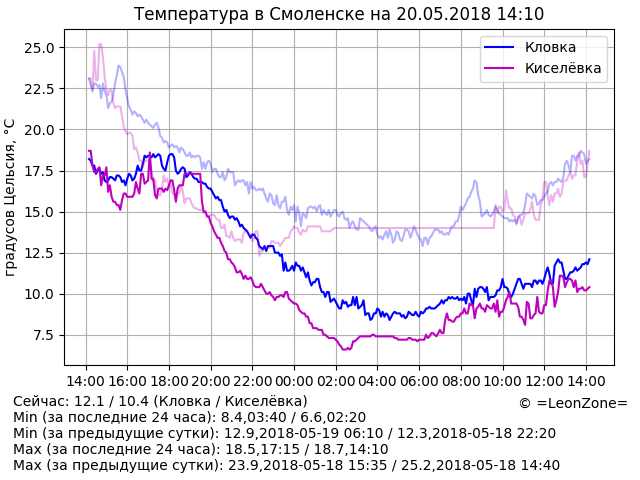 Температура в Смоленске на 20.05.2018 14:10
Кловка
Киселёвка
градусов Цельсия, °C
25.0
22.5
20.0
17.5
15.0
12.5
10.0
7.5
14:00 16:00 18:00 20:00 22:00 00:00 02:00 04:00 06:00 08:00 10:00 12:00 14:00
Сейчас: 12.1 / 10.4 (Кловка / Киселёвка)
© =LeonZone=
Min (за последние 24 часа): 8.4,03:40 / 6.6,02:20
Min (за предыдущие сутки): 12.9,2018-05-19 06:10 / 12.3,2018-05-18 22:20
Max (за последние 24 часа): 18.5,17:15 / 18.7,14:10
Max (за предыдущие сутки): 23.9,2018-05-18 15:35 / 25.2,2018-05-18 14:40